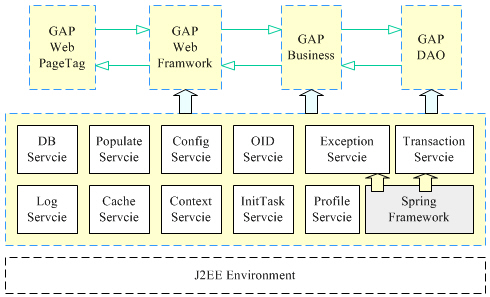 GAP
Web
PageTag
GAP
Web
Framwork
GAP
Business
GAP
DAO
DB
Servcie
Populate
Servcie
Config
Servcie
OID
Servcie
Exception
Servcie
Transaction
Servcie
Log
Servcie
Cache
Servcie
Context
Servcie
InitTask
Servcie
Profile
Servcie
Spring
Framework
J2EE Environment